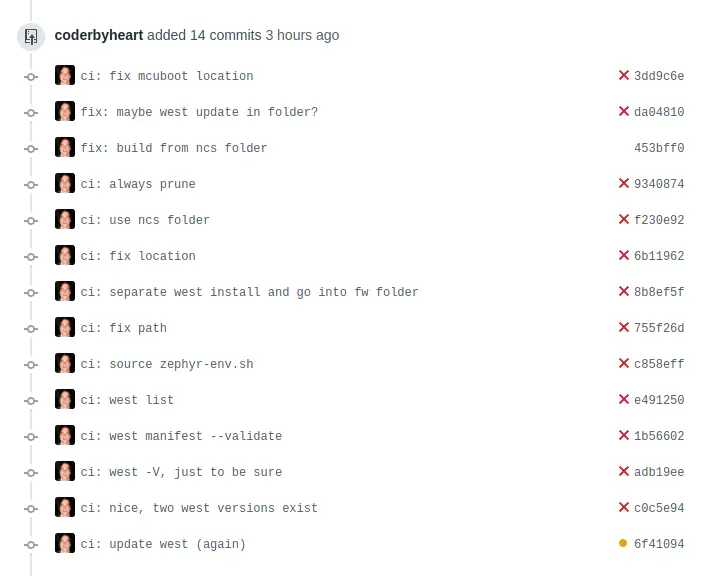 coderbyheart added 14 commits 3 hours ago
ci: fix mcuboot location 3dd9c6e
fix: maybe west update in folder? da04810
fix: build from ncs folder 453bff0
ci: always prune 9340874
ci: use ncs folder f230e92
ci: fix location 6b11962
ci: separate west install and go into fw folder 8b8ef5f
ci: fix path 755f26d
ci: source zephyr-env.sh c858eff
ci: west list e491250
ci: west manifest --validate 1b56602
ci: west -V, just to be sure adb19ee
ci: nice, two west versions exist c0c5e94
ci: update west (again) 6f41094